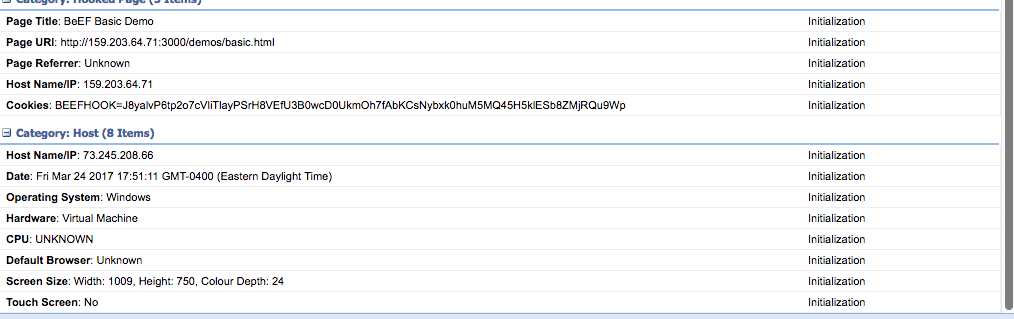 Category: Hooked Page (5 Items)
Page Title: BeEF Basic Demo Initialization
Page URI: http://159.203.64.71:3000/demos/basic.html Initialization
Page Referrer: Unknown Initialization
Host Name/IP: 159.203.64.71 Initialization
Cookies: BEEFHOOK=J8yalvP6tp2o7cVIiTlayPSrH8VEfU3B0wcD0UkmOh7fAbKCsNybxk0huM5MQ45H5klESb8ZMjRQu9Wp Initialization
Category: Host (8 Items)
Host Name/IP: 73.245.208.66 Initialization
Date: Fri Mar 24 2017 17:51:11 GMT-0400 (Eastern Daylight Time) Initialization
Operating System: Windows Initialization
Hardware: Virtual Machine Initialization
CPU: UNKNOWN Initialization
Default Browser: Unknown Initialization
Screen Size: Width: 1009, Height: 750, Colour Depth: 24 Initialization
Touch Screen: No Initialization